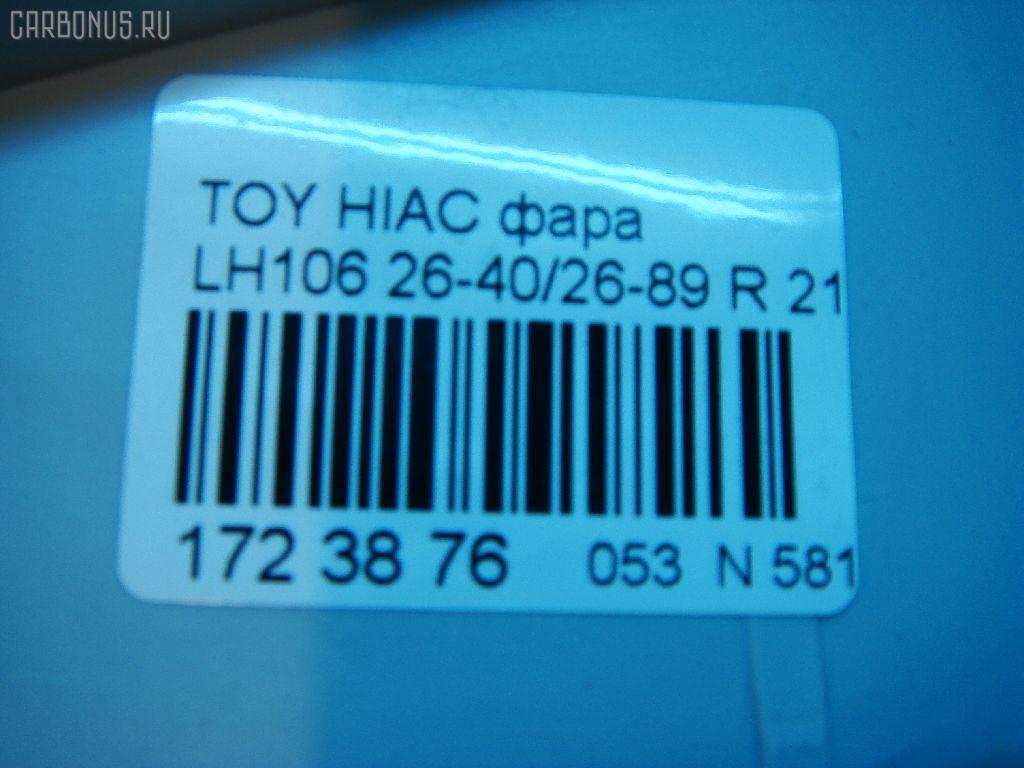 CARBONUS.RU
TOY HIAC фара
LH106 26-40/26-89 R 21
172 38 76 053 N 581